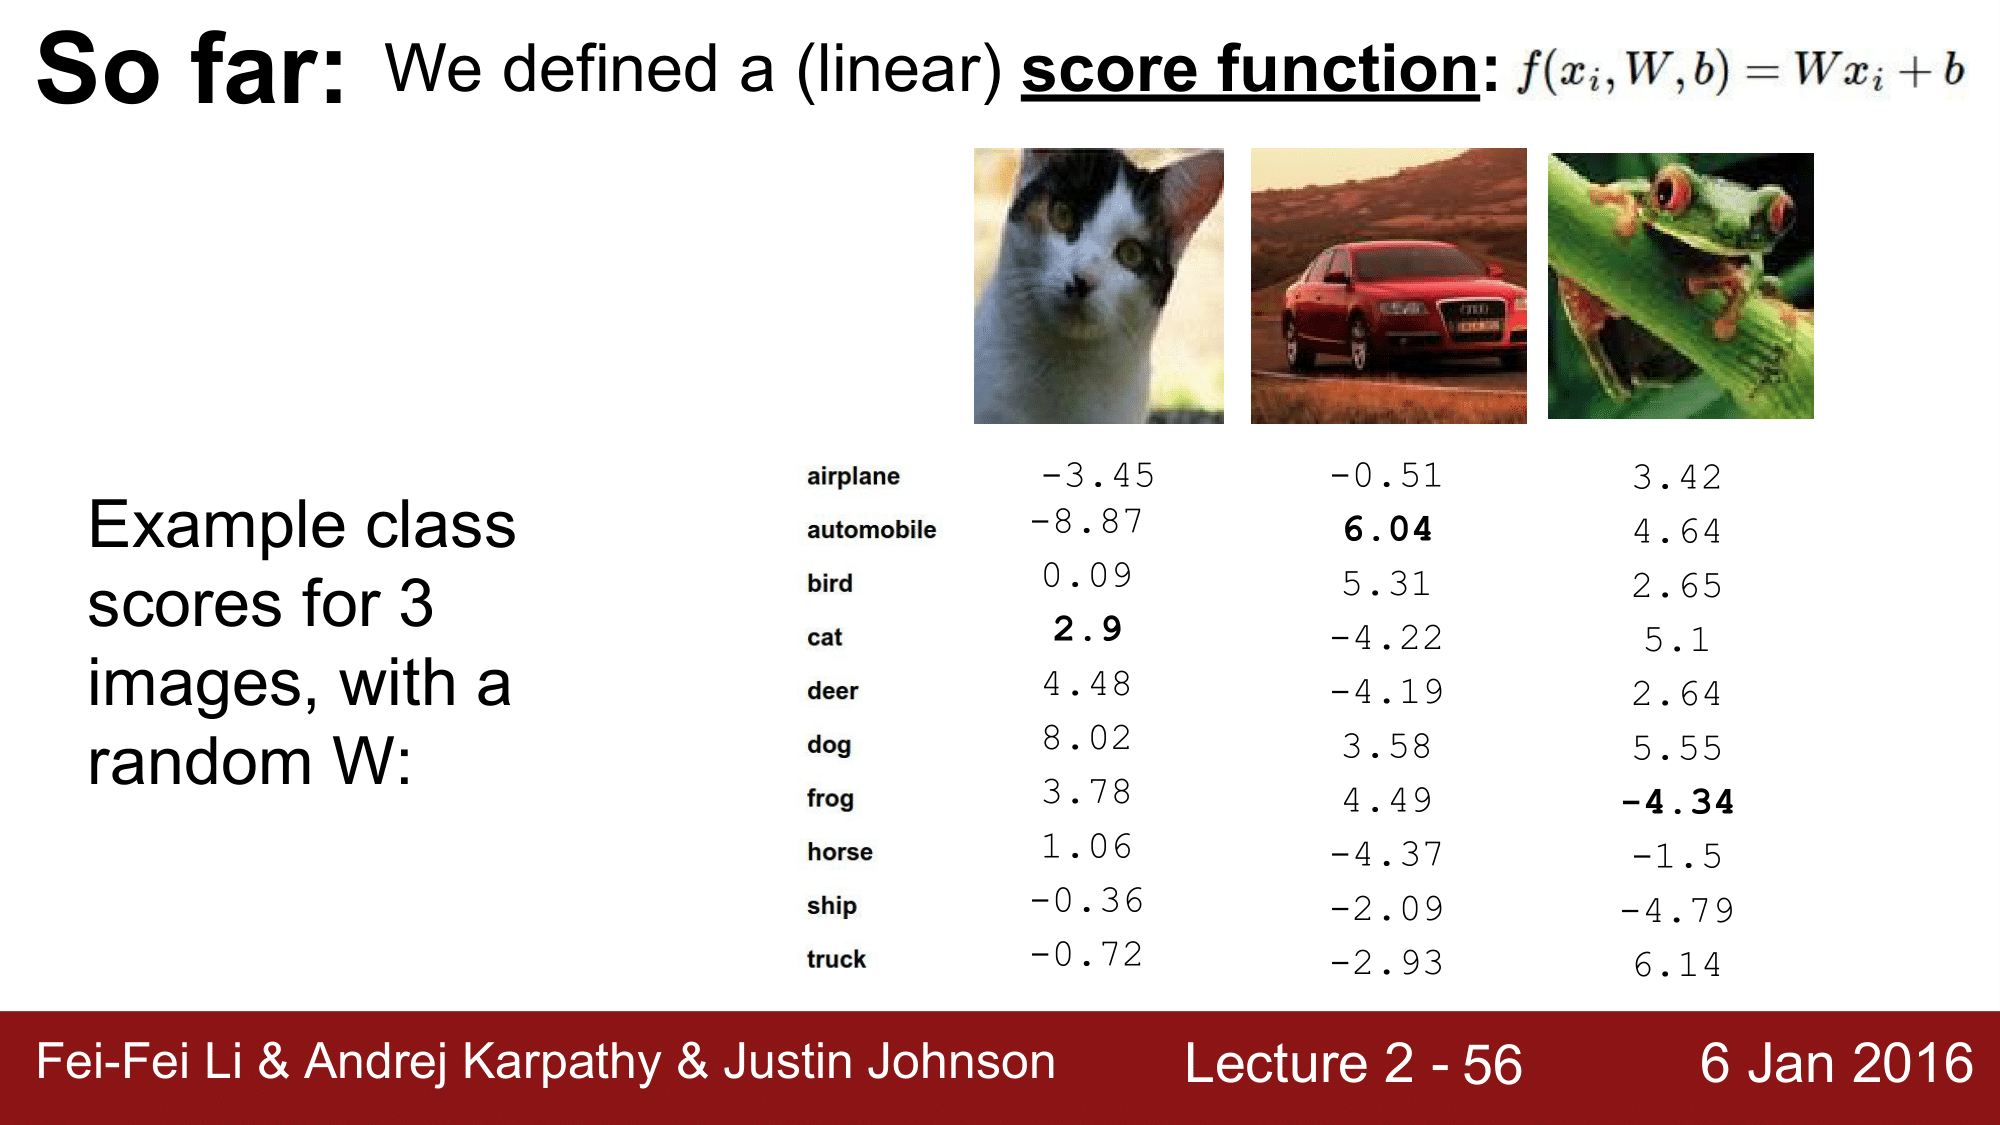 So far: We defined a (linear) score function: f(x_i, W, b) = Wx_i + b
Example class
scores for 3
images, with a
random W:
airplane -3.45 -0.51 3.42
automobile -8.87 6.04 4.64
bird 0.09 5.31 2.65
cat 2.9 -4.22 5.1
deer 4.48 -4.19 2.64
dog 8.02 3.58 5.55
frog 3.78 4.49 -4.34
horse 1.06 -4.37 -1.5
ship -0.36 -2.09 -4.79
truck -0.72 -2.93 6.14
Fei-Fei Li & Andrej Karpathy & Justin Johnson Lecture 2 - 56 6 Jan 2016